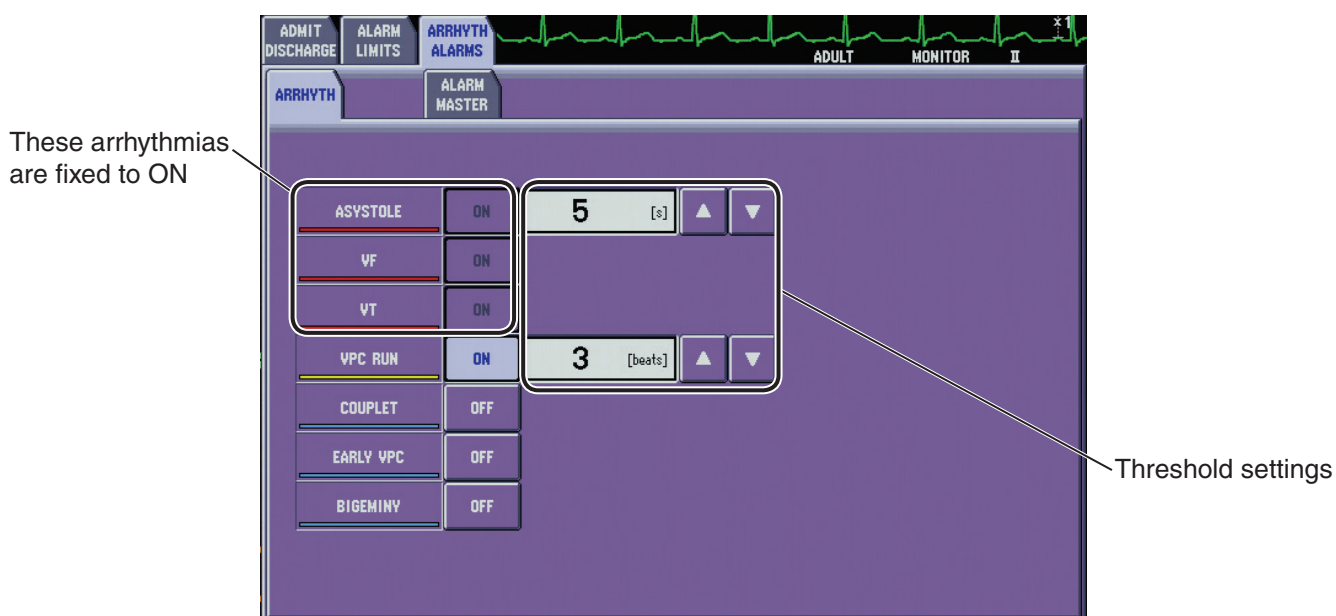 ADMIT
DISCHARGE
ALARM
LIMITS
ARRHYTH
ALARMS
×1
ADULT MONITOR II
ARRHYTH
ALARM
MASTER
These arrhythmias
are fixed to ON
ASYSTOLE ON 5 [s] ▲ ▼
VF ON
VT ON
VPC RUN ON 3 [beats] ▲ ▼
COUPLET OFF
EARLY VPC OFF
BIGEMINY OFF
Threshold settings